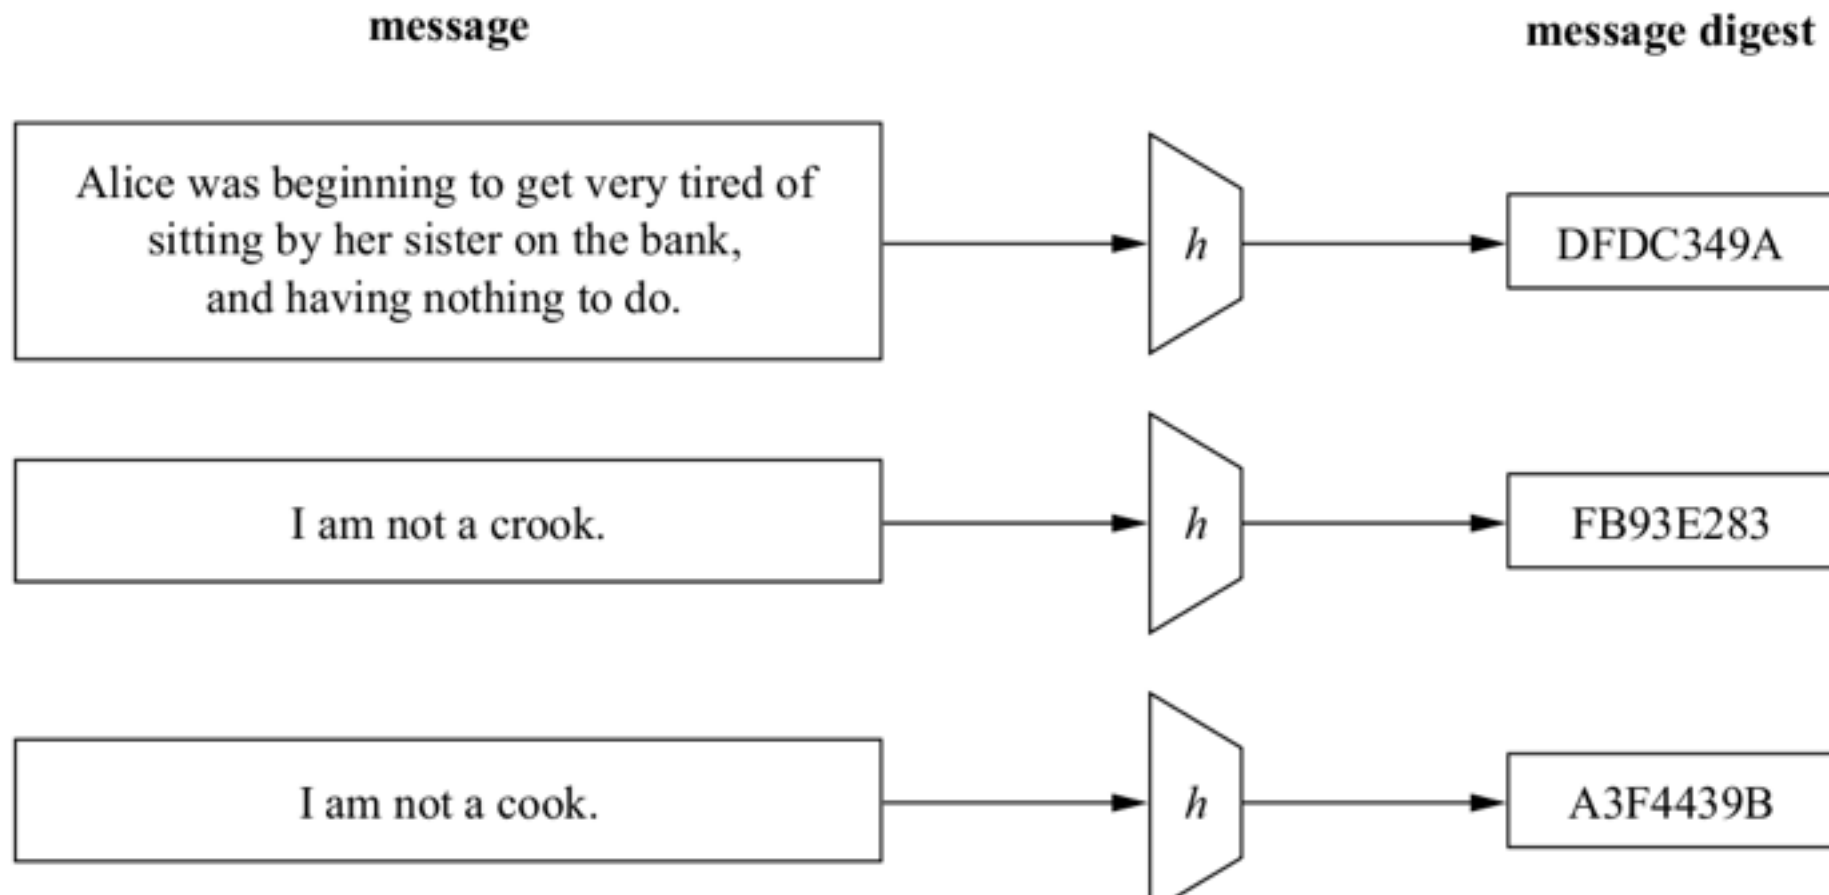 message
message digest
Alice was beginning to get very tired of
sitting by her sister on the bank,
and having nothing to do.
h
DFDC349A
I am not a crook.
h
FB93E283
I am not a cook.
h
A3F4439B